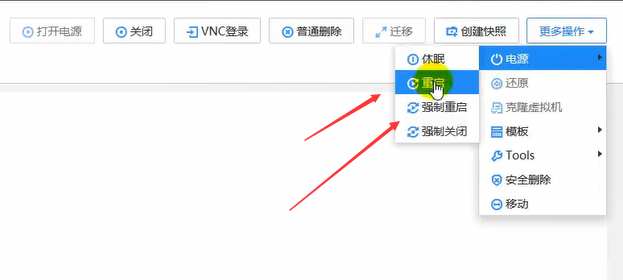 打开电源 关闭 VNC登录 普通删除 迁移 创建快照 更多操作
休眠 电源
重启 还原
强制重启 克隆虚拟机
强制关闭 模板
Tools
安全删除
移动